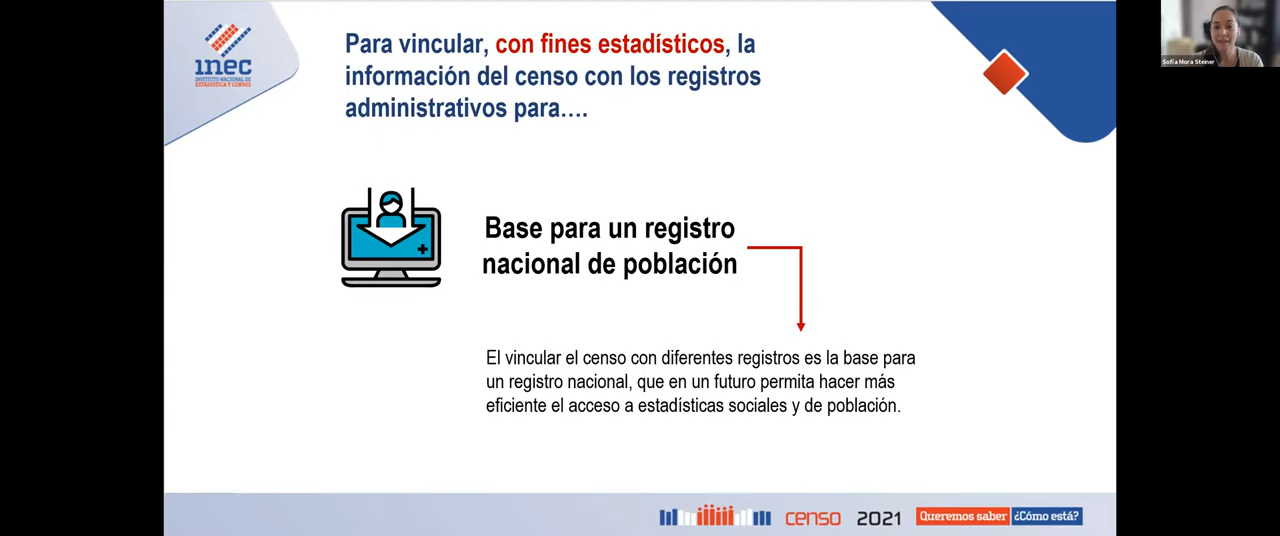 inec
INSTITUTO NACIONAL DE
ESTADÍSTICA Y CENSOS
Para vincular, con fines estadísticos, la
información del censo con los registros
administrativos para….
Sofía Mora Steiner
Base para un registro
nacional de población
El vincular el censo con diferentes registros es la base para
un registro nacional, que en un futuro permita hacer más
eficiente el acceso a estadísticas sociales y de población.
censo 2021 Queremos saber ¿Cómo está?